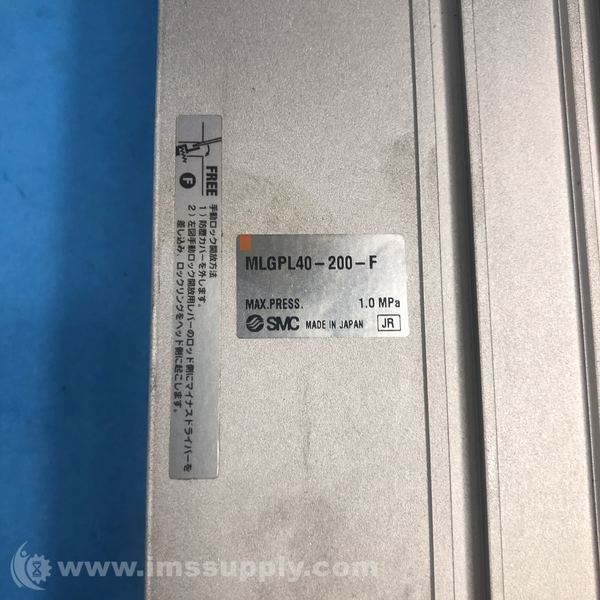 FREE
F
手動ロック開放方法
1）防塵カバーを外します。
2）左図手動ロック開放用レバーのロッド側にマイナスドライバーを
差し込み、ロックリングをヘッド側に起こします。
MLGPL40-200-F
MAX.PRESS. 1.0 MPa
SMC MADE IN JAPAN JR
www.imssupply.com